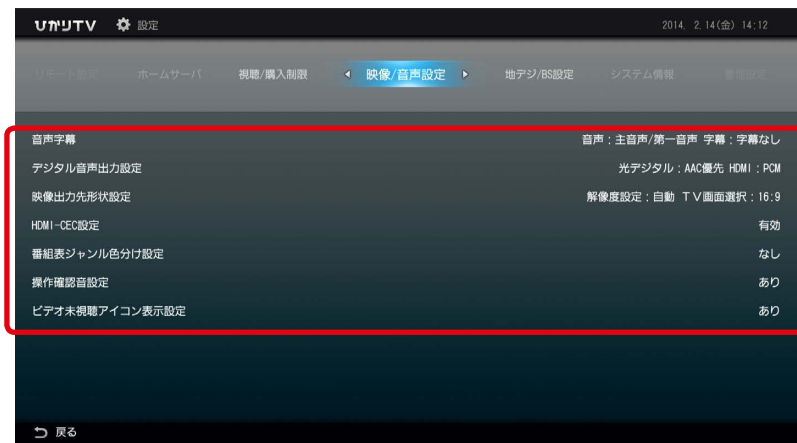 ひかりTV 設定 2014. 2.14(金) 14:12
リモート設定 ホームサーバ 視聴/購入制限 映像/音声設定 地デジ/BS設定 システム情報
音声字幕 音声：主音声/第一音声 字幕：字幕なし
デジタル音声出力設定 光デジタル：AAC優先 HDMI：PCM
映像出力先形状設定 解像度設定：自動 TV画面選択：16:9
HDMI-CEC設定 有効
番組表ジャンル色分け設定 なし
操作確認音設定 あり
ビデオ未視聴アイコン表示設定 あり
戻る